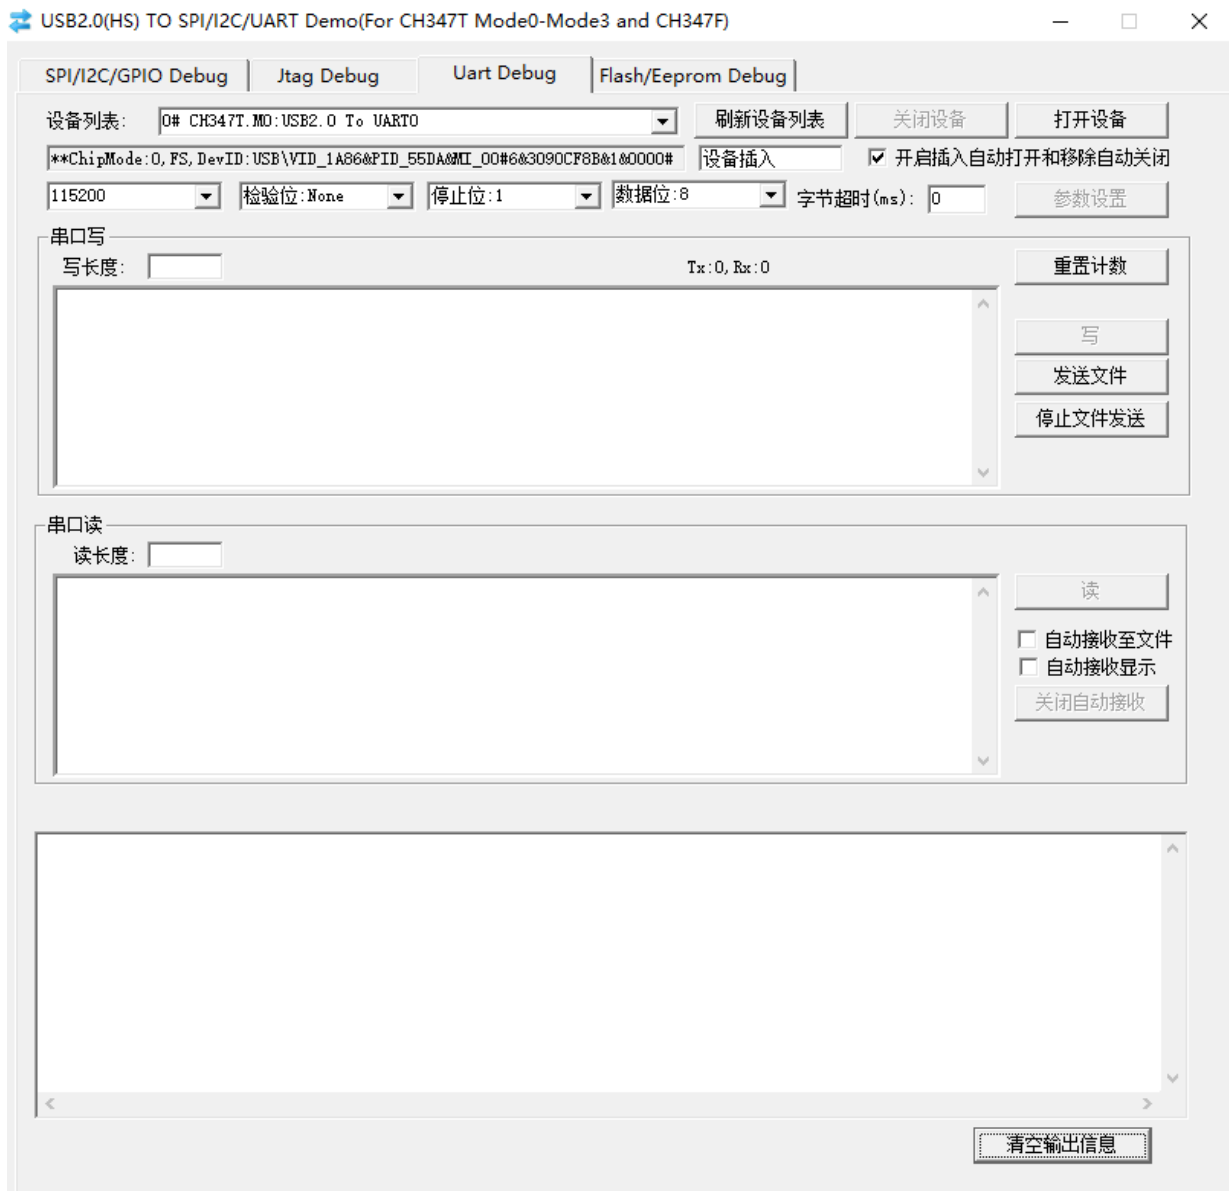 USB2.0(HS) TO SPI/I2C/UART Demo(For CH347T Mode0-Mode3 and CH347F)
SPI/I2C/GPIO Debug Jtag Debug Uart Debug Flash/Eeprom Debug
设备列表: 0# CH347T.M0:USB2.0 To UART0 刷新设备列表 关闭设备 打开设备
**ChipMode:0,FS,DevID:USB\VID_1A86&PID_55DA&MI_00#6&3090CF8B&1&0000# 设备插入 开启插入自动打开和移除自动关闭
115200 检验位:None 停止位:1 数据位:8 字节超时(ms): 0 参数设置
串口写
写长度: Tx:0,Rx:0 重置计数
写
发送文件
停止文件发送
串口读
读长度:
读
自动接收至文件
自动接收显示
关闭自动接收
清空输出信息